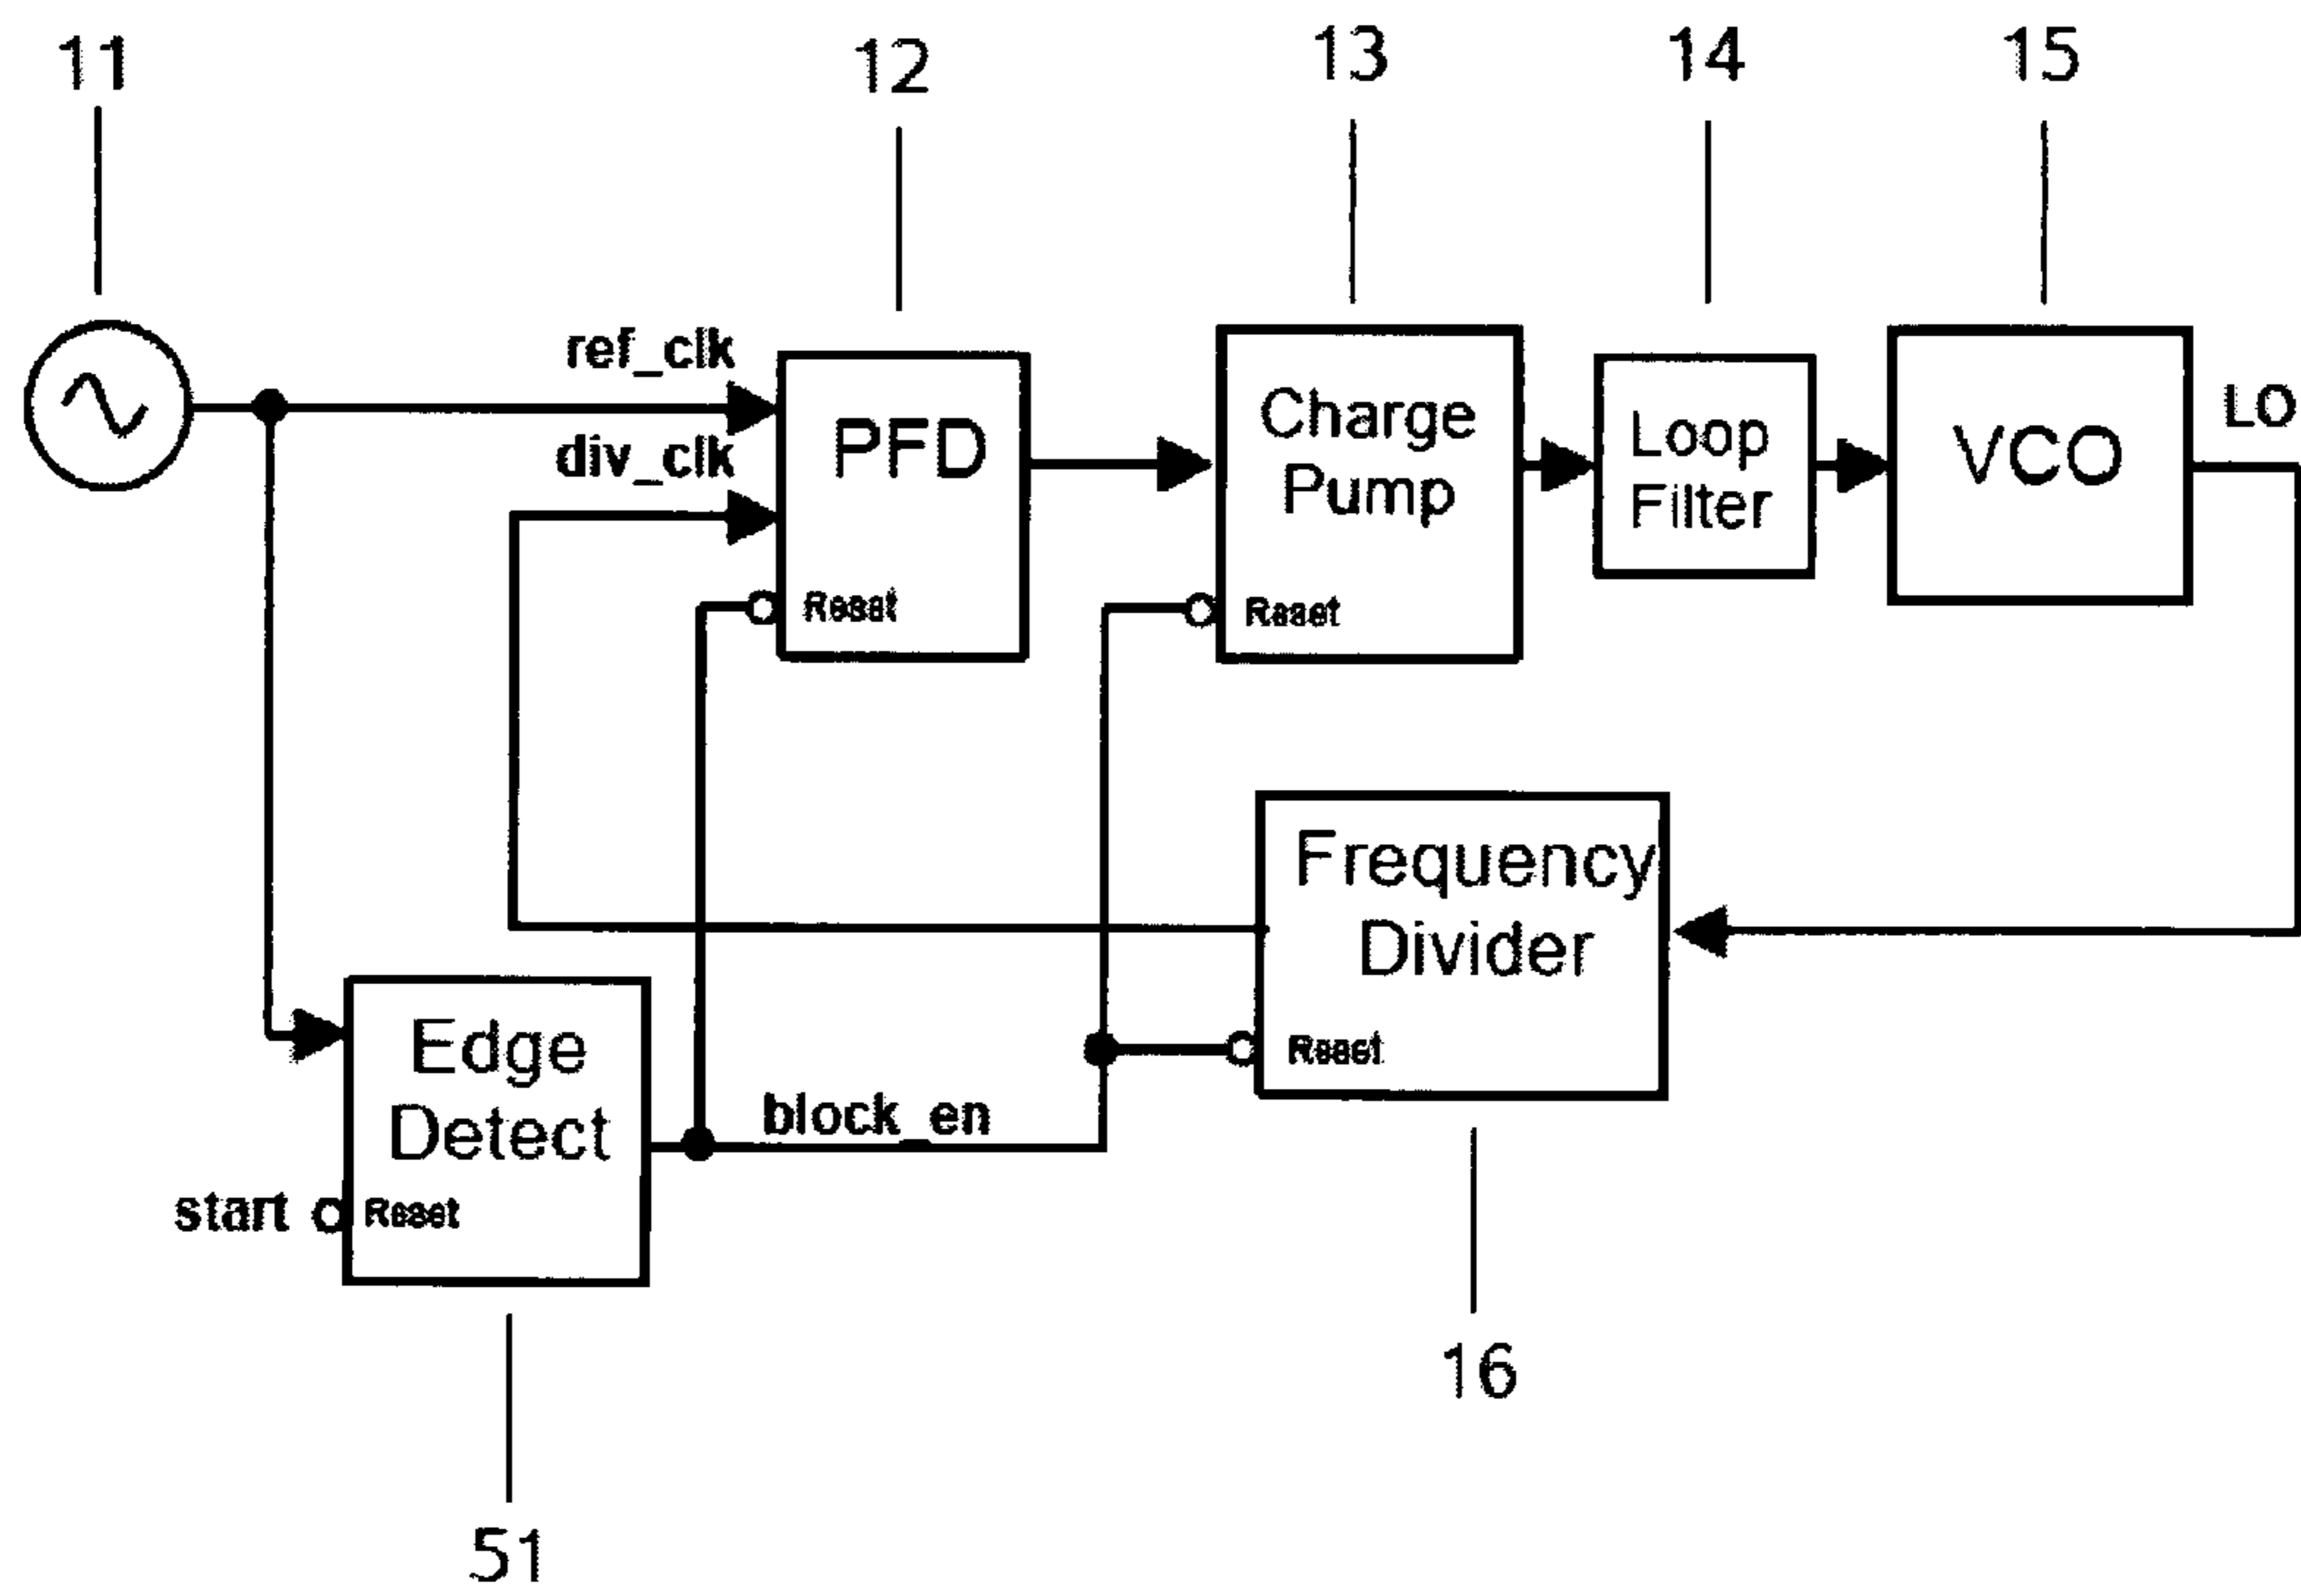 11
12
13
14
15
ref_clk
div_clk
PFD
Reset
Charge
Pump
Reset
Loop
Filter
VCO
LO
Frequency
Divider
Reset
Edge
Detect
start
Reset
block_en
16
51